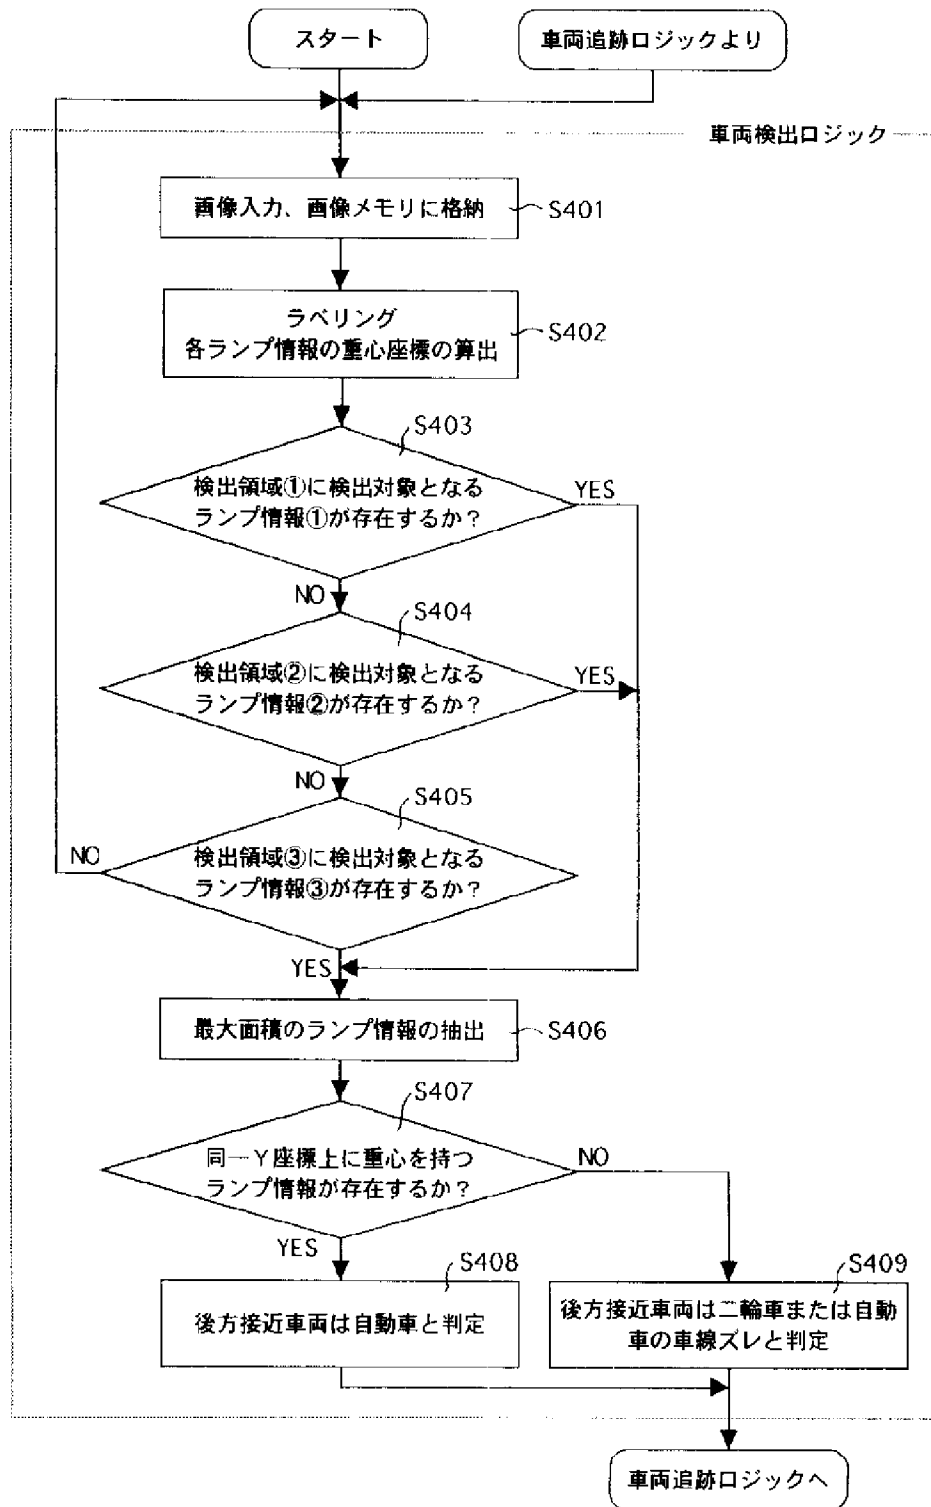 スタート
車両追跡ロジックより
車両検出ロジック
画像入力、画像メモリに格納
S401
ラベリング
各ランプ情報の重心座標の算出
S402
S403
検出領域①に検出対象となる
ランプ情報①が存在するか?
YES
NO
S404
検出領域②に検出対象となる
ランプ情報②が存在するか?
YES
NO
S405
検出領域③に検出対象となる
ランプ情報③が存在するか?
NO
YES
最大面積のランプ情報の抽出
S406
S407
同一Y座標上に重心を持つ
ランプ情報が存在するか?
NO
YES
S408
後方接近車両は自動車と判定
S409
後方接近車両は二輪車または自動
車の車線ズレと判定
車両追跡ロジックへ